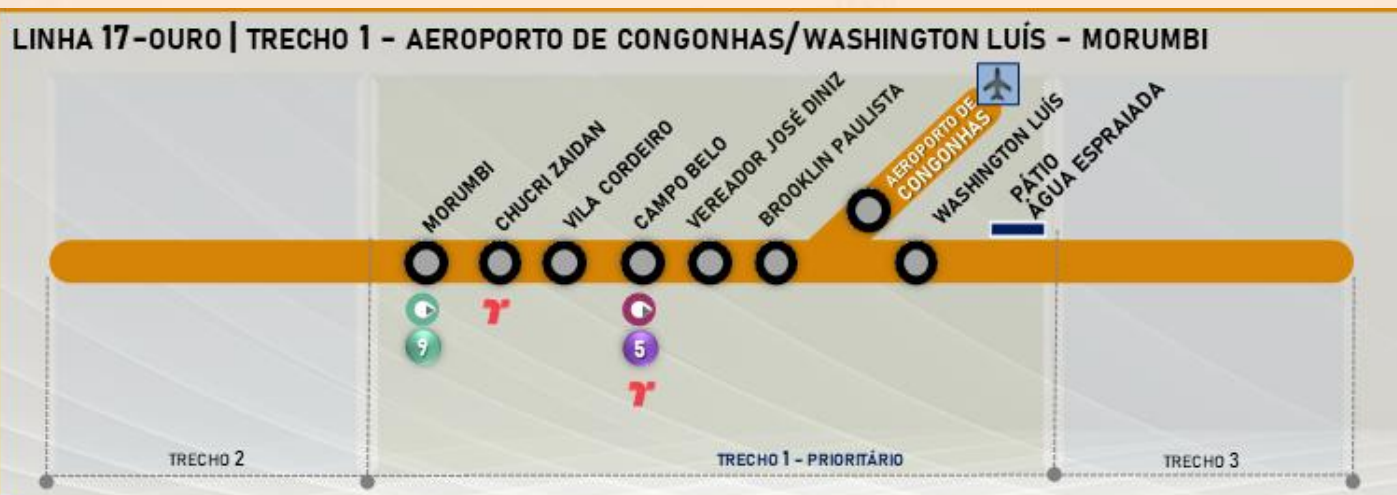 LINHA 17-OURO | TRECHO 1 - AEROPORTO DE CONGONHAS/WASHINGTON LUÍS - MORUMBI
MORUMBI
CHUCRI ZAIDAN
VILA CORDEIRO
CAMPO BELO
VEREADOR JOSÉ DINIZ
BROOKLIN PAULISTA
AEROPORTO DE
CONGONHAS
WASHINGTON LUÍS
PÁTIO
ÁGUA ESPRAIADA
9
5
TRECHO 2
TRECHO 1 - PRIORITÁRIO
TRECHO 3